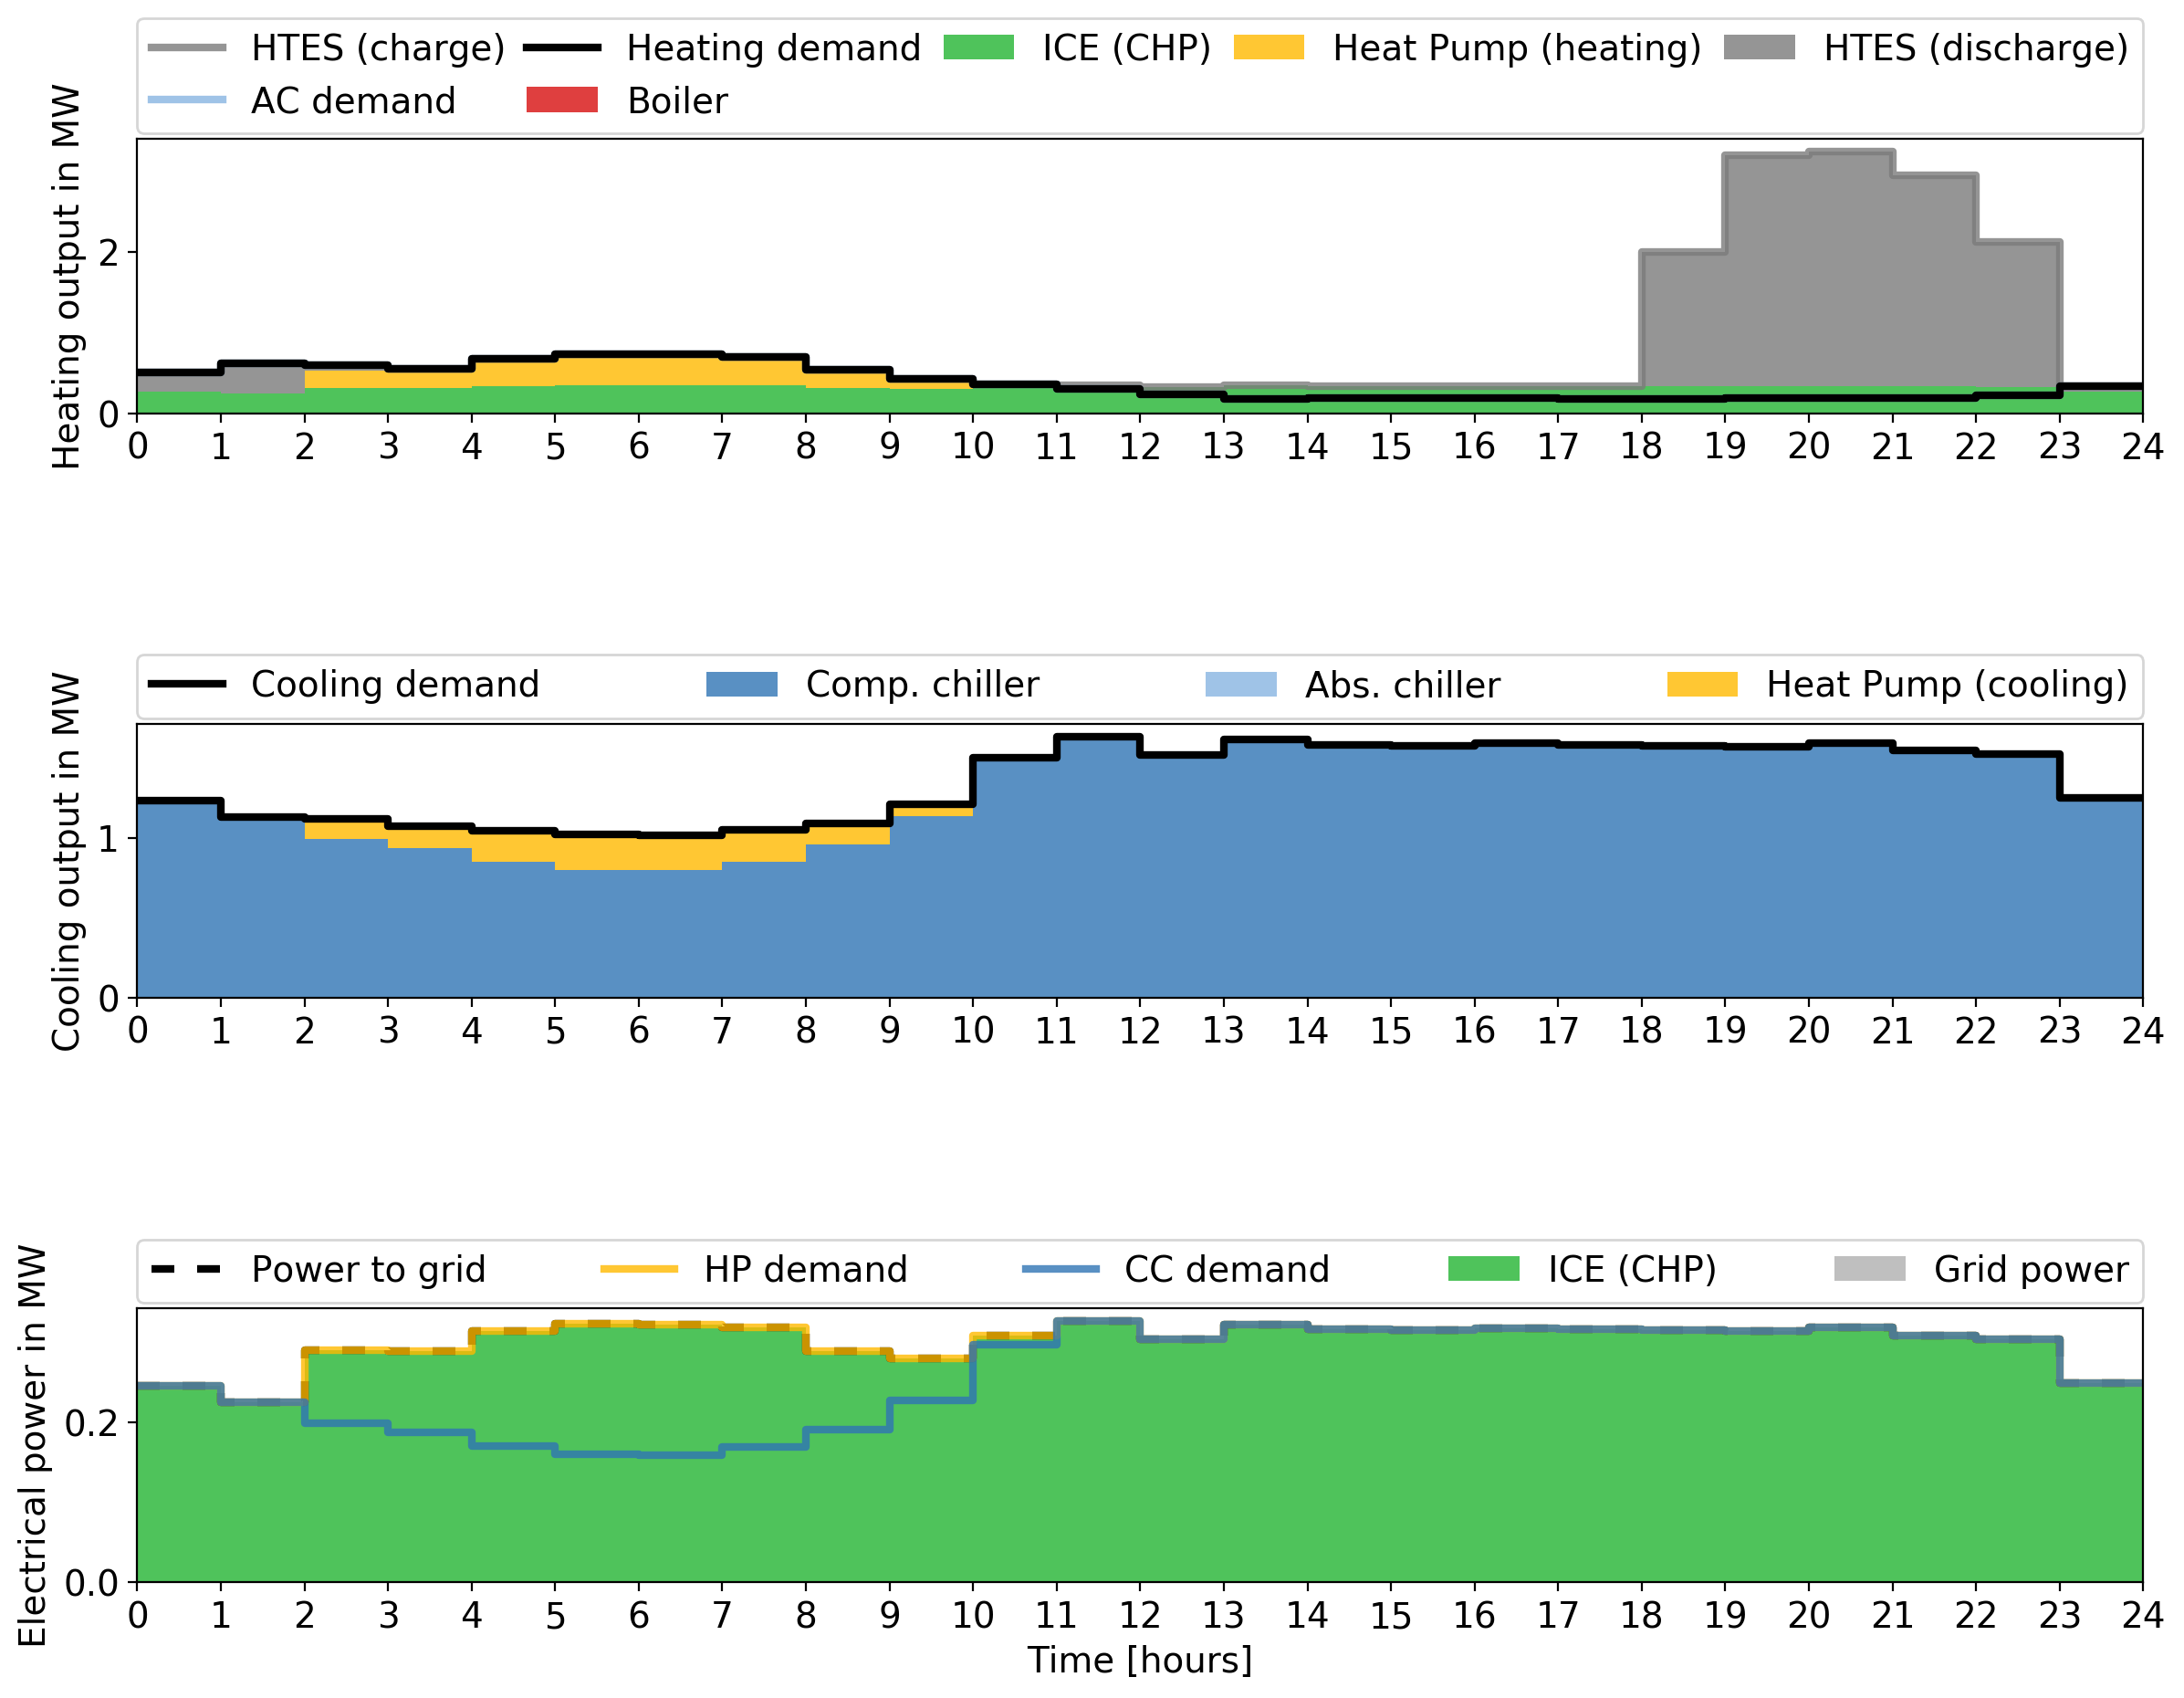 HTES (charge) Heating demand ICE (CHP) Heat Pump (heating) HTES (discharge)
AC demand Boiler
Heating output in MW
2
0
0 1 2 3 4 5 6 7 8 9 10 11 12 13 14 15 16 17 18 19 20 21 22 23 24
Cooling demand Comp. chiller Abs. chiller Heat Pump (cooling)
Cooling output in MW
1
0
0 1 2 3 4 5 6 7 8 9 10 11 12 13 14 15 16 17 18 19 20 21 22 23 24
Power to grid HP demand CC demand ICE (CHP) Grid power
Electrical power in MW
0.2
0.0
0 1 2 3 4 5 6 7 8 9 10 11 12 13 14 15 16 17 18 19 20 21 22 23 24
Time [hours]